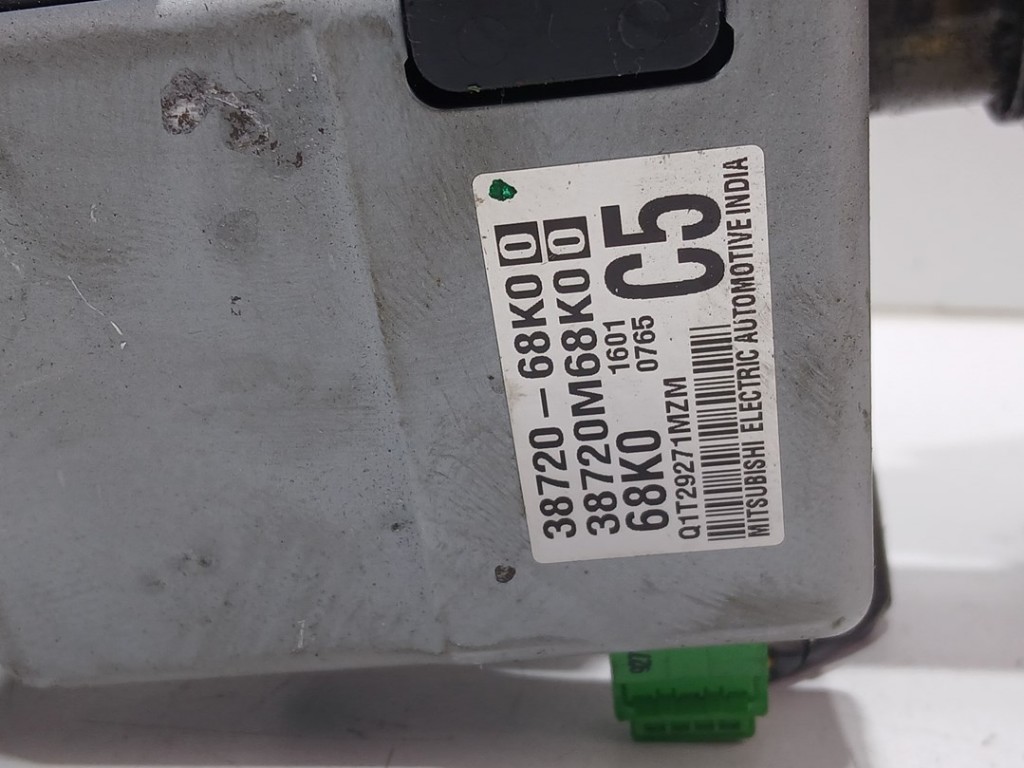 38720-68K00
38720M68K00
68K0 1601 0765 C5
Q1T29271MZM
MITSUBISHI ELECTRIC AUTOMOTIVE INDIA